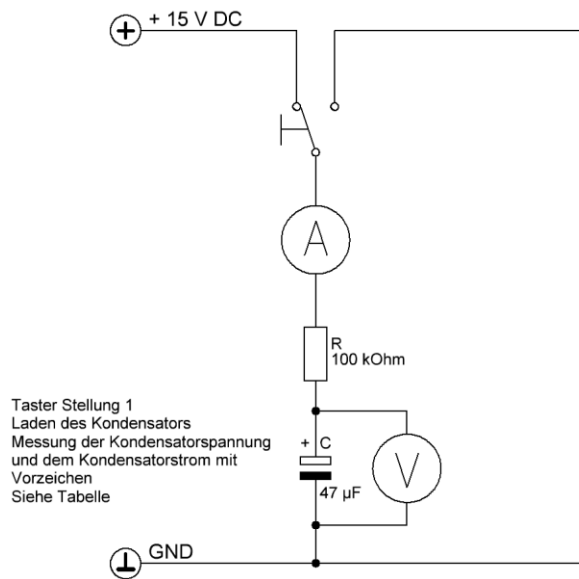 + 15 V DC
A
R
100 kOhm
Taster Stellung 1
Laden des Kondensators
Messung der Kondensatorspannung
und dem Kondensatorstrom mit
Vorzeichen
Siehe Tabelle
+ C
V
47 µF
GND